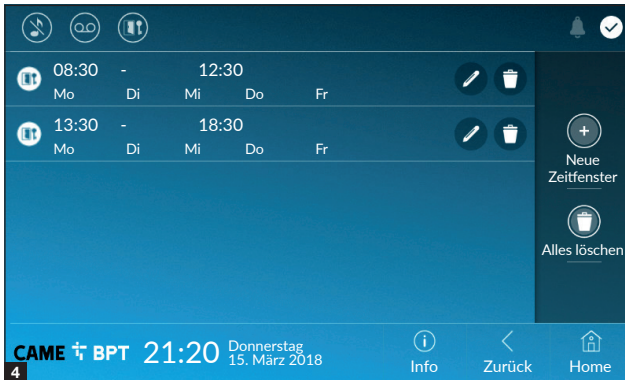 08:30 - 12:30
Mo Di Mi Do Fr
13:30 - 18:30
Mo Di Mi Do Fr
Neue
Zeitfenster
Alles löschen
CAME BPT 21:20 Donnerstag
15. März 2018
Info Zurück Home
4